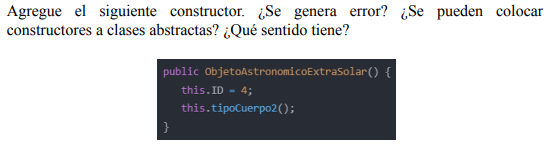 Agregue el siguiente constructor. ¿Se genera error? ¿Se pueden colocar
constructores a clases abstractas? ¿Qué sentido tiene?
public ObjetoAstronomicoExtraSolar() {
this.ID = 4;
this.tipoCuerpo2();
}